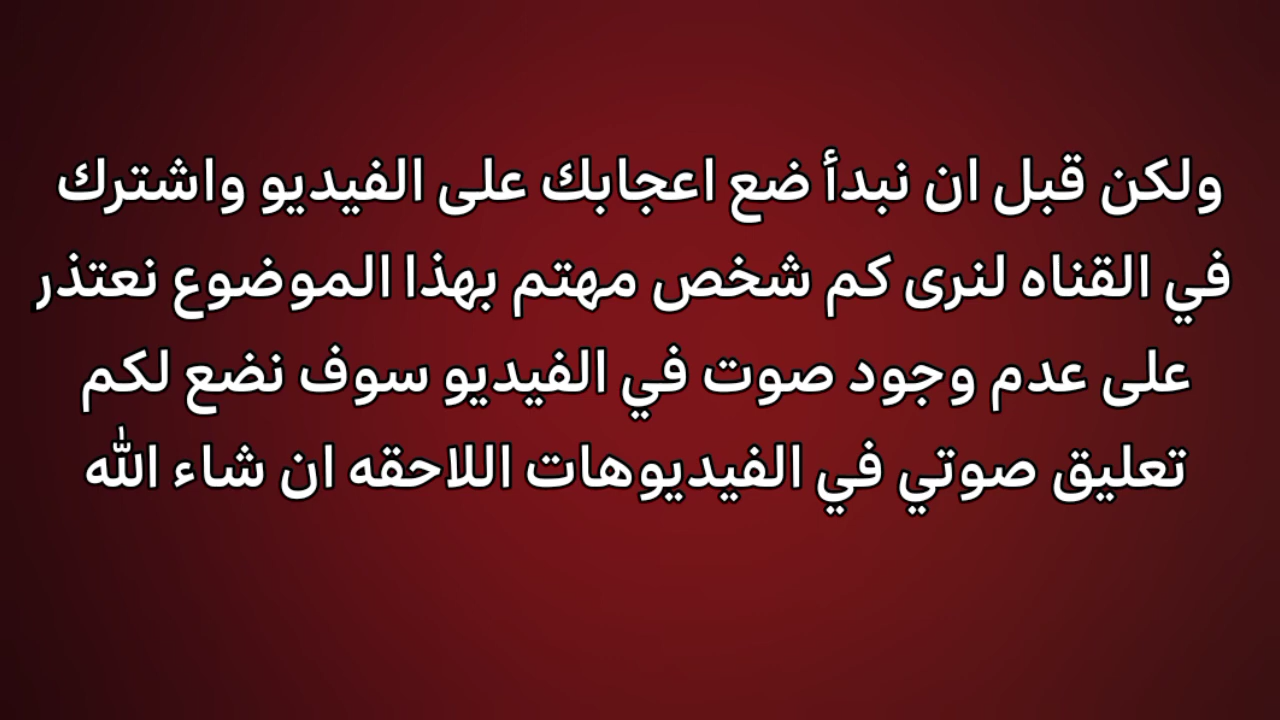 ولكن قبل ان نبدأ ضع اعجابك على الفيديو واشترك
في القناه لنرى كم شخص مهتم بهذا الموضوع نعتذر
على عدم وجود صوت في الفيديو سوف نضع لكم
تعليق صوتي في الفيديوهات اللاحقه ان شاء الله